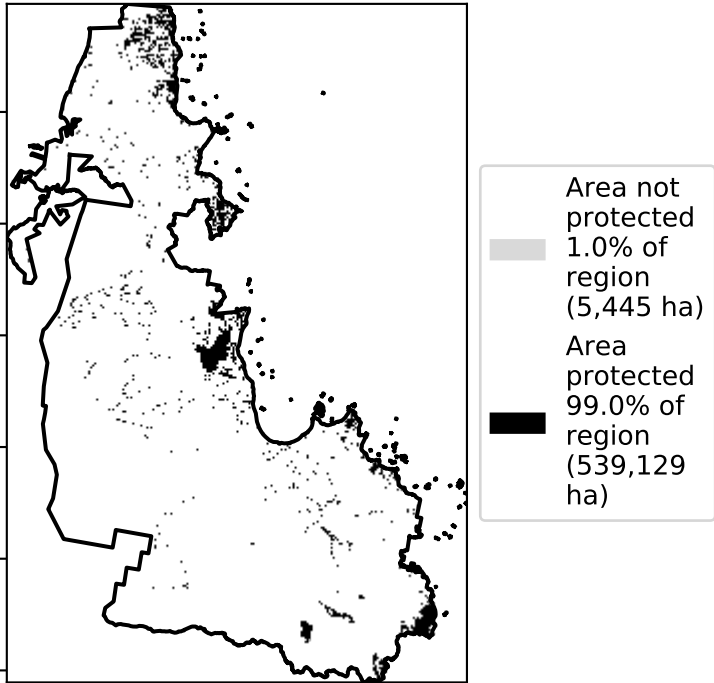 Area not
protected
1.0% of
region
(5,445 ha)
Area
protected
99.0% of
region
(539,129
ha)